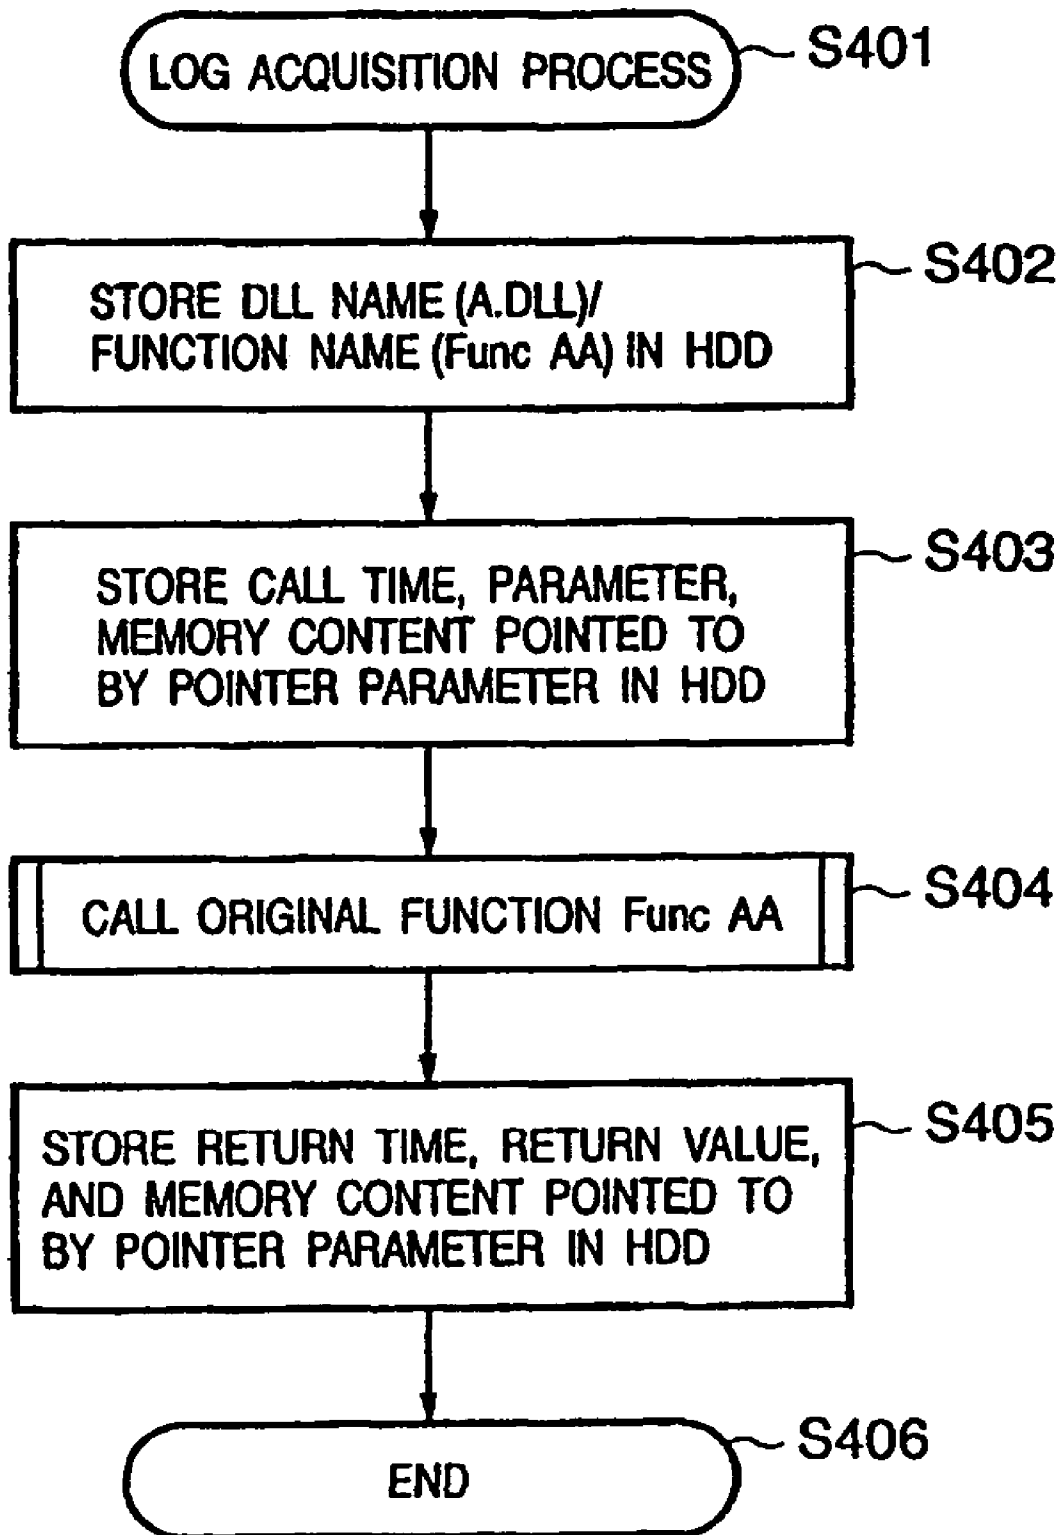 LOG ACQUISITION PROCESS
S401
STORE DLL NAME (A.DLL)/
FUNCTION NAME (Func AA) IN HDD
S402
STORE CALL TIME, PARAMETER,
MEMORY CONTENT POINTED TO
BY POINTER PARAMETER IN HDD
S403
CALL ORIGINAL FUNCTION Func AA
S404
STORE RETURN TIME, RETURN VALUE,
AND MEMORY CONTENT POINTED TO
BY POINTER PARAMETER IN HDD
S405
END
S406